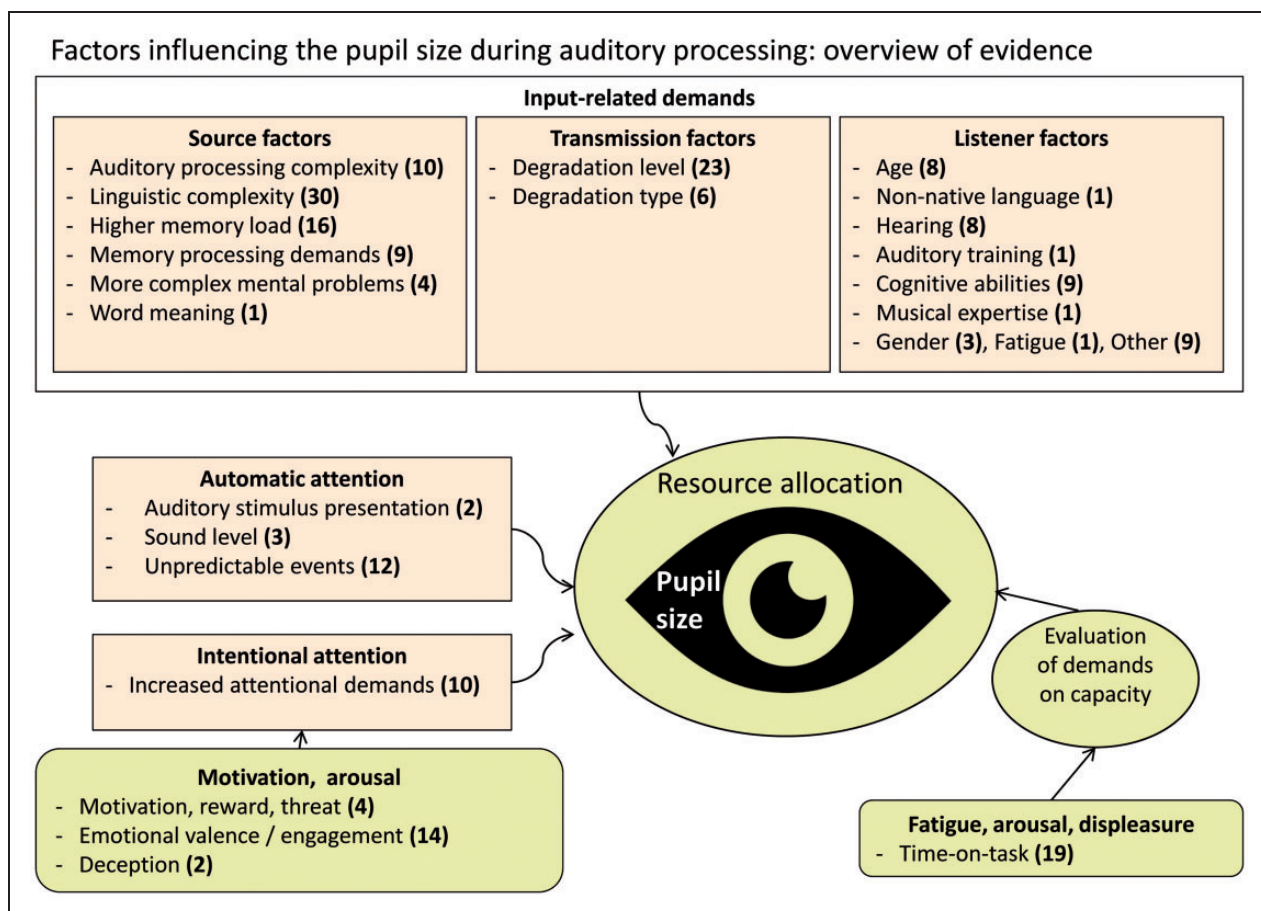 Factors influencing the pupil size during auditory processing: overview of evidence
Input-related demands
Source factors
- Auditory processing complexity (10)
- Linguistic complexity (30)
- Higher memory load (16)
- Memory processing demands (9)
- More complex mental problems (4)
- Word meaning (1)
Transmission factors
- Degradation level (23)
- Degradation type (6)
Listener factors
- Age (8)
- Non-native language (1)
- Hearing (8)
- Auditory training (1)
- Cognitive abilities (9)
- Musical expertise (1)
- Gender (3), Fatigue (1), Other (9)
Automatic attention
- Auditory stimulus presentation (2)
- Sound level (3)
- Unpredictable events (12)
Intentional attention
- Increased attentional demands (10)
Motivation, arousal
- Motivation, reward, threat (4)
- Emotional valence / engagement (14)
- Deception (2)
Resource allocation
Pupil
size
Evaluation
of demands
on capacity
Fatigue, arousal, displeasure
- Time-on-task (19)